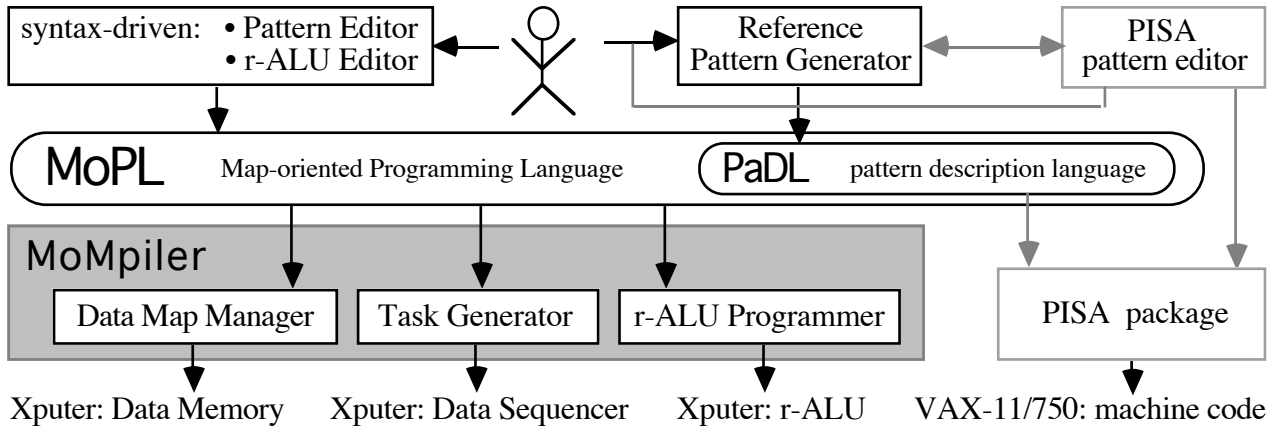 syntax-driven: • Pattern Editor
• r-ALU Editor
Reference
Pattern Generator
PISA
pattern editor
MoPL Map-oriented Programming Language
PaDL pattern description language
MoMpiler
Data Map Manager
Task Generator
r-ALU Programmer
PISA package
Xputer: Data Memory
Xputer: Data Sequencer
Xputer: r-ALU
VAX-11/750: machine code